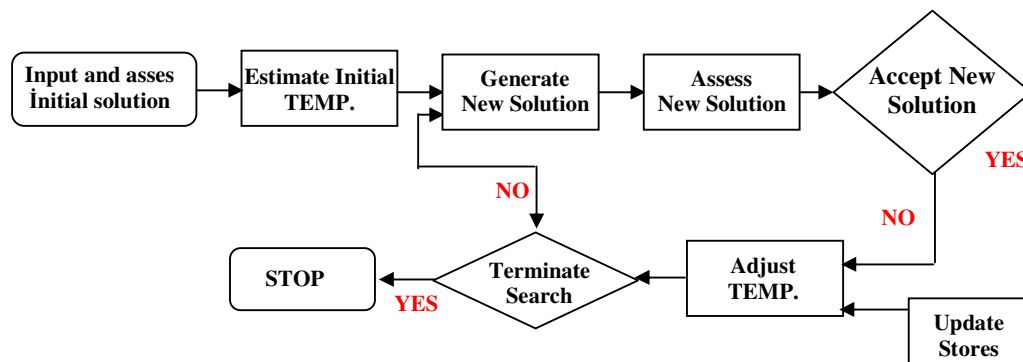 Input and asses
İnitial solution
Estimate Initial
TEMP.
Generate
New Solution
Assess
New Solution
Accept New
Solution
YES
NO
NO
STOP
YES
Terminate
Search
Adjust
TEMP.
Update
Stores